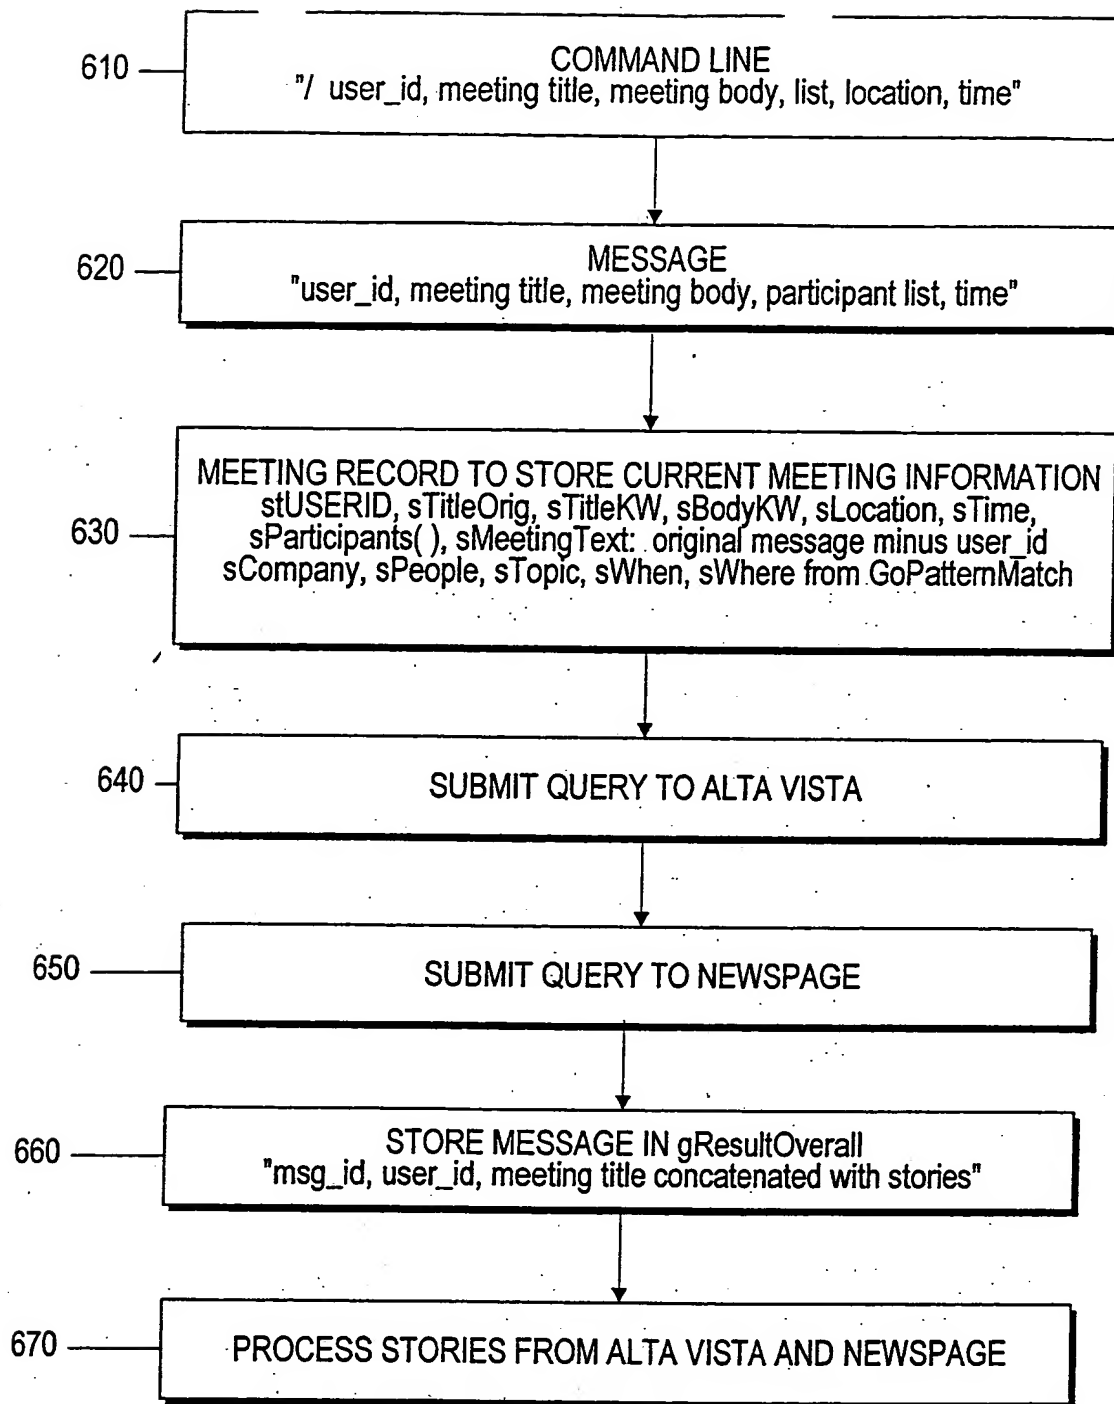 610
COMMAND LINE
"/ user_id, meeting title, meeting body, list, location, time"
620
MESSAGE
"user_id, meeting title, meeting body, participant list, time"
630
MEETING RECORD TO STORE CURRENT MEETING INFORMATION
stUSERID, sTitleOrig, sTitleKW, sBodyKW, sLocation, sTime,
sParticipants( ), sMeetingText: original message minus user_id
sCompany, sPeople, sTopic, sWhen, sWhere from GoPatternMatch
640
SUBMIT QUERY TO ALTA VISTA
650
SUBMIT QUERY TO NEWSPAGE
660
STORE MESSAGE IN gResultOverall
"msg_id, user_id, meeting title concatenated with stories"
670
PROCESS STORIES FROM ALTA VISTA AND NEWSPAGE